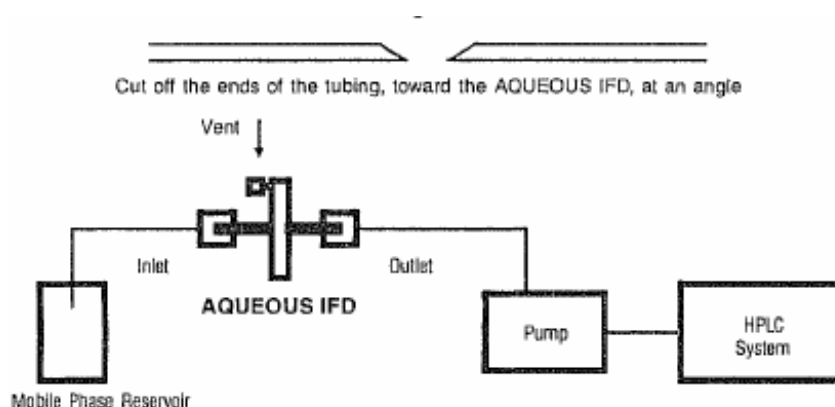 Cut off the ends of the tubing, toward the AQUEOUS IFD, at an angle
Vent
Inlet
Outlet
AQUEOUS IFD
Pump
HPLC
System
Mobile Phase Reservoir